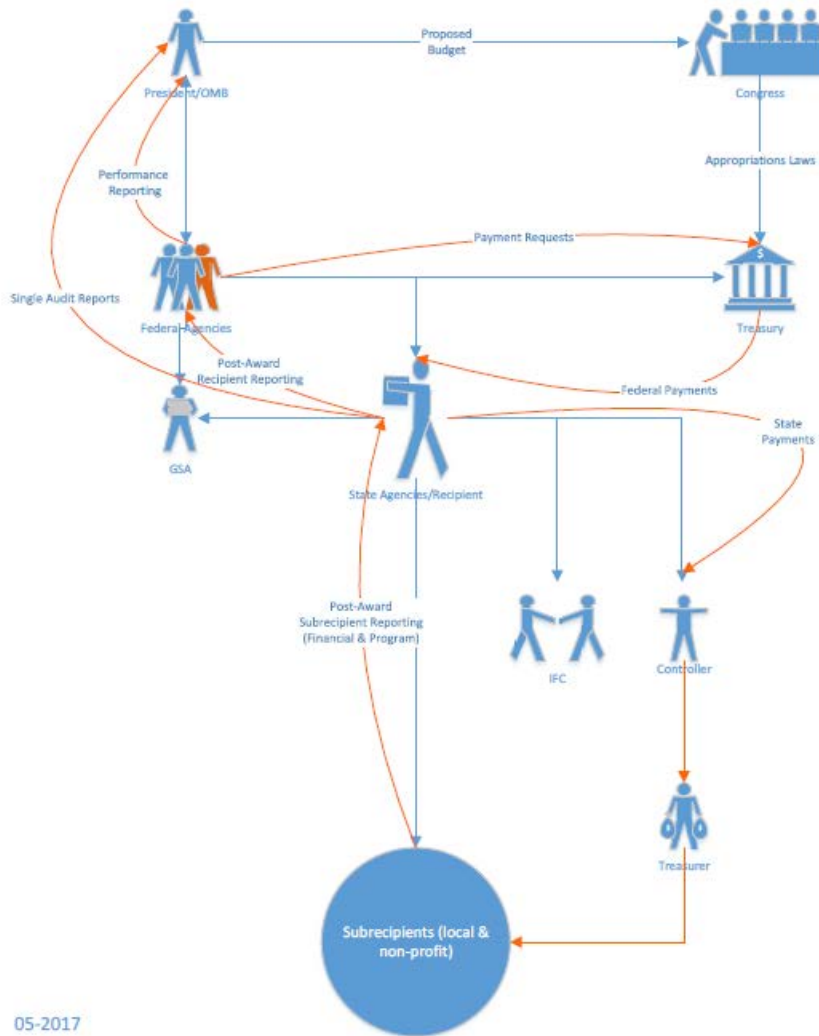 Proposed
Budget
President/OMB
Congress
Performance
Reporting
Appropriations Laws
Payment Requests
$
Single Audit Reports
Federal Agencies
Treasury
Post-Award
Recipient Reporting
Federal Payments
State
Payments
GSA
State Agencies/Recipient
Post-Award
Subrecipient Reporting
(Financial & Program)
IFC
Controller
Treasurer
Subrecipients (local &
non-profit)
05-2017